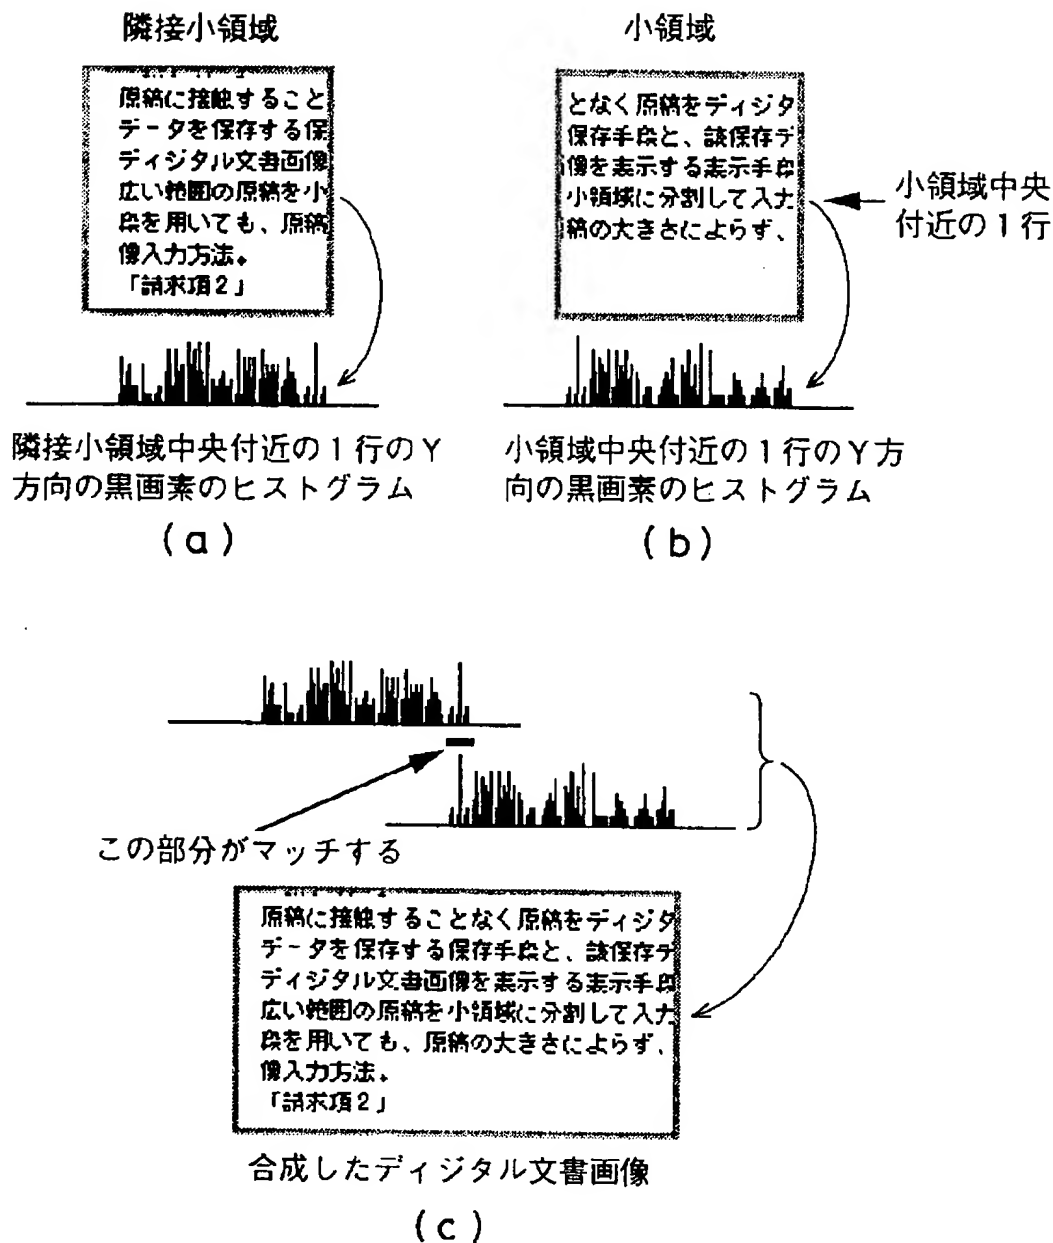 隣接小領域
原稿に接触すること
データを保存する保
ディジタル文書画像
広い範囲の原稿を小
段を用いても、原稿
像入力方法。
「請求項2」
隣接小領域中央付近の1行のY
方向の黒画素のヒストグラム
(a)
小領域
となく原稿をディジタ
保存手段と、該保存デ
像を表示する表示手段
小領域に分割して入力
稿の大きさによらず、
小領域中央
付近の1行
小領域中央付近の1行のY方
向の黒画素のヒストグラム
(b)
この部分がマッチする
原稿に接触することなく原稿をディジタ
データを保存する保存手段と、該保存デ
ディジタル文書画像を表示する表示手段
広い範囲の原稿を小領域に分割して入力
段を用いても、原稿の大きさによらず、
像入力方法。
「請求項2」
合成したディジタル文書画像
(c)